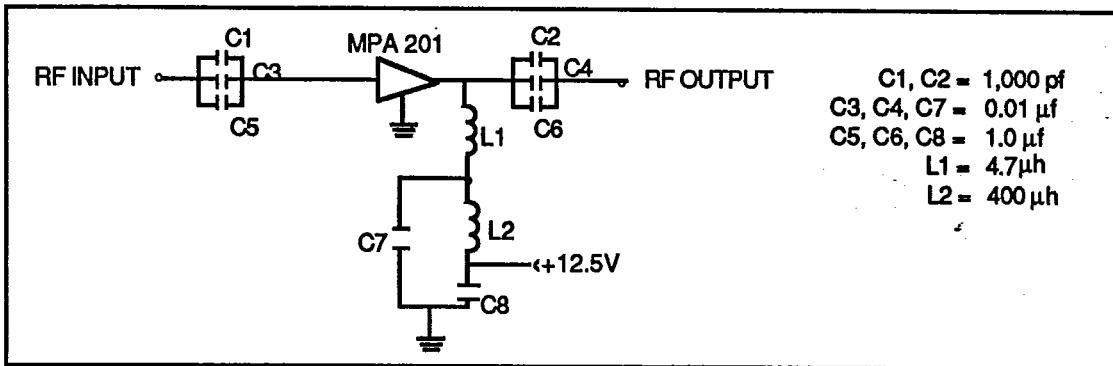 C1
C3
C5
RF INPUT
MPA 201
C2
C4
C6
RF OUTPUT
L1
L2
C7
<+12.5V
C8
C1, C2 = 1,000 pf
C3, C4, C7 = 0.01 µf
C5, C6, C8 = 1.0 µf
L1 = 4.7µh
L2 = 400 µh